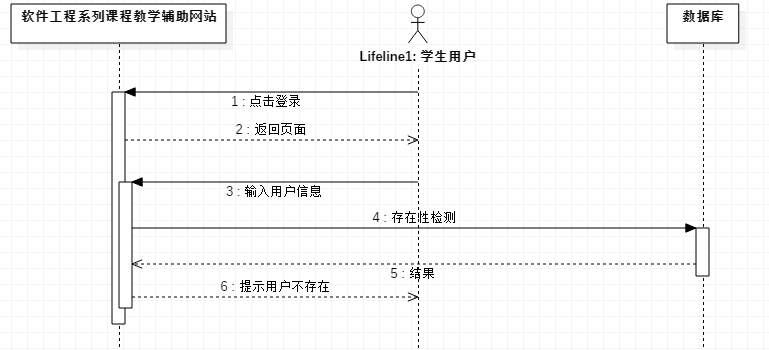 软件工程系列课程教学辅助网站
Lifeline1: 学生用户
数据库
1 : 点击登录
2 : 返回页面
3 : 输入用户信息
4 : 存在性检测
5 : 结果
6 : 提示用户不存在